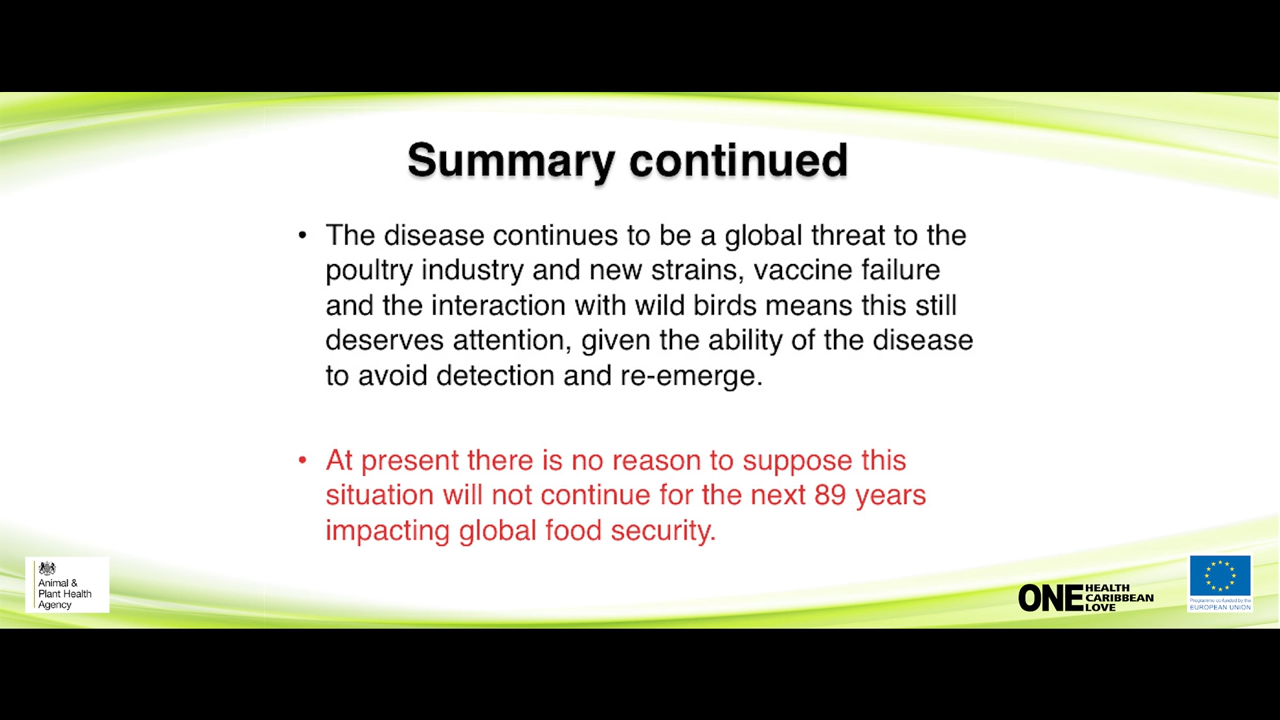 Summary continued
• The disease continues to be a global threat to the
poultry industry and new strains, vaccine failure
and the interaction with wild birds means this still
deserves attention, given the ability of the disease
to avoid detection and re-emerge.
• At present there is no reason to suppose this
situation will not continue for the next 89 years
impacting global food security.
Animal &
Plant Health
Agency
ONE HEALTH
CARIBBEAN
LOVE
Programme co-funded by the
EUROPEAN UNION